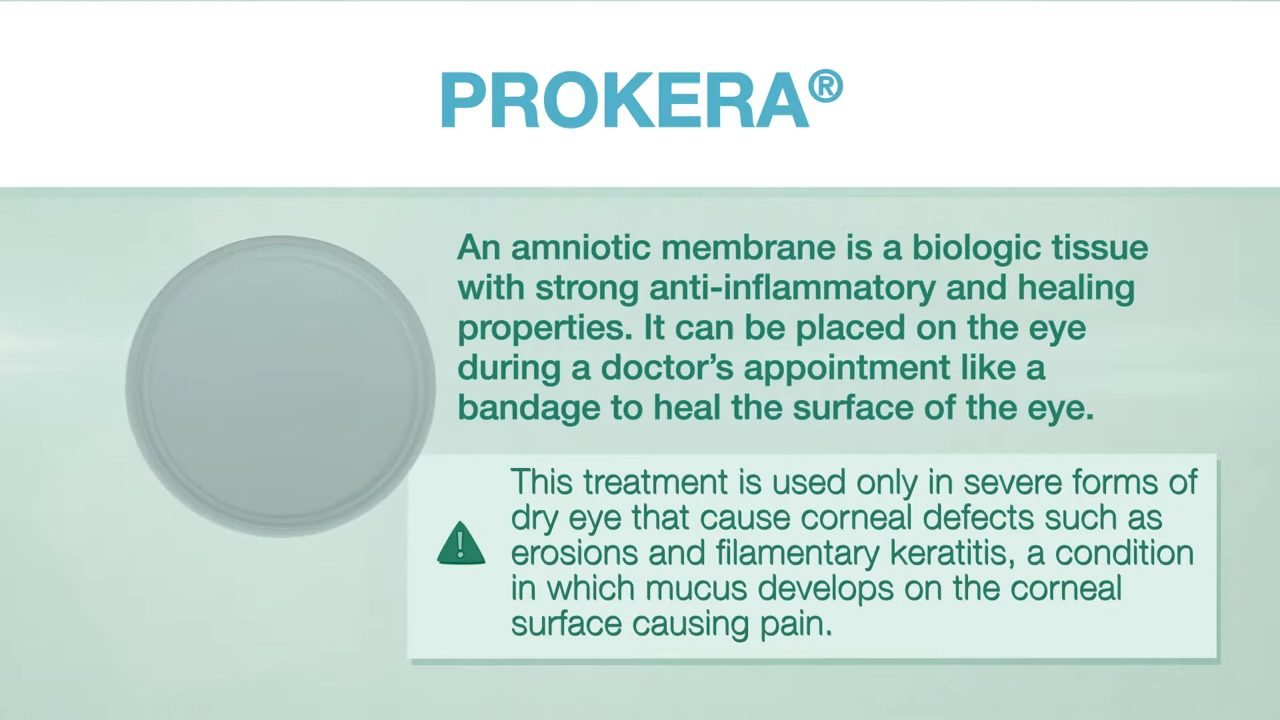 PROKERA®
An amniotic membrane is a biologic tissue
with strong anti-inflammatory and healing
properties. It can be placed on the eye
during a doctor’s appointment like a
bandage to heal the surface of the eye.
This treatment is used only in severe forms of
dry eye that cause corneal defects such as
erosions and filamentary keratitis, a condition
in which mucus develops on the corneal
surface causing pain.